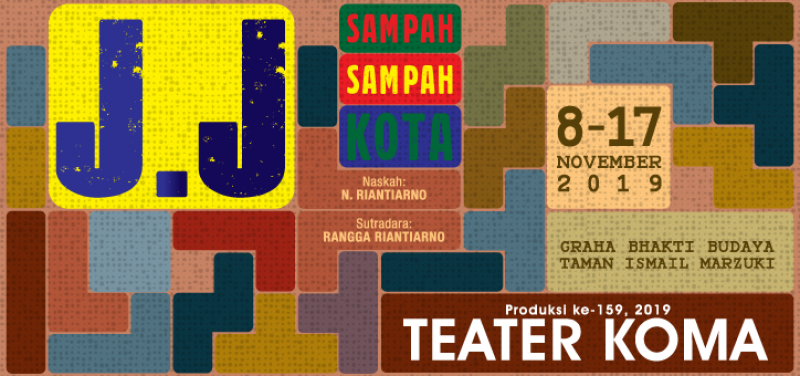 J.J
SAMPAH
SAMPAH
KOTA
Naskah:
N. RIANTIARNO
Sutradara:
RANGGA RIANTIARNO
8-17
NOVEMBER
2019
GRAHA BHAKTI BUDAYA
TAMAN ISMAIL MARZUKI
Produksi ke-159, 2019
TEATER KOMA